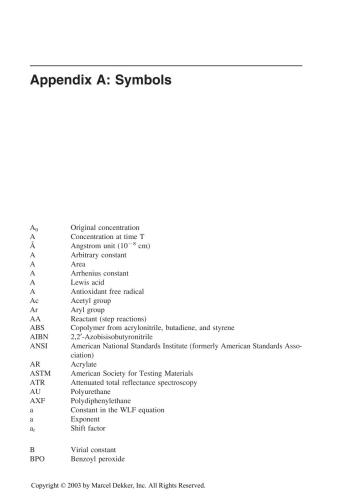 Appendix A: Symbols
A₀ Original concentration
A Concentration at time T
Å Angstrom unit (10⁻⁸ cm)
A Arbitrary constant
A Area
A Arrhenius constant
A Lewis acid
A Antioxidant free radical
Ac Acetyl group
Ar Aryl group
AA Reactant (step reactions)
ABS Copolymer from acrylonitrile, butadiene, and styrene
AIBN 2,2′-Azobisisobutyronitrile
ANSI American National Standards Institute (formerly American Standards Asso-
ciation)
AR Acrylate
ASTM American Society for Testing Materials
ATR Attenuated total reflectance spectroscopy
AU Polyurethane
AXF Polydiphenylethane
a Constant in the WLF equation
a Exponent
aₜ Shift factor
B Virial constant
BPO Benzoyl peroxide
Copyright © 2003 by Marcel Dekker, Inc. All Rights Reserved.